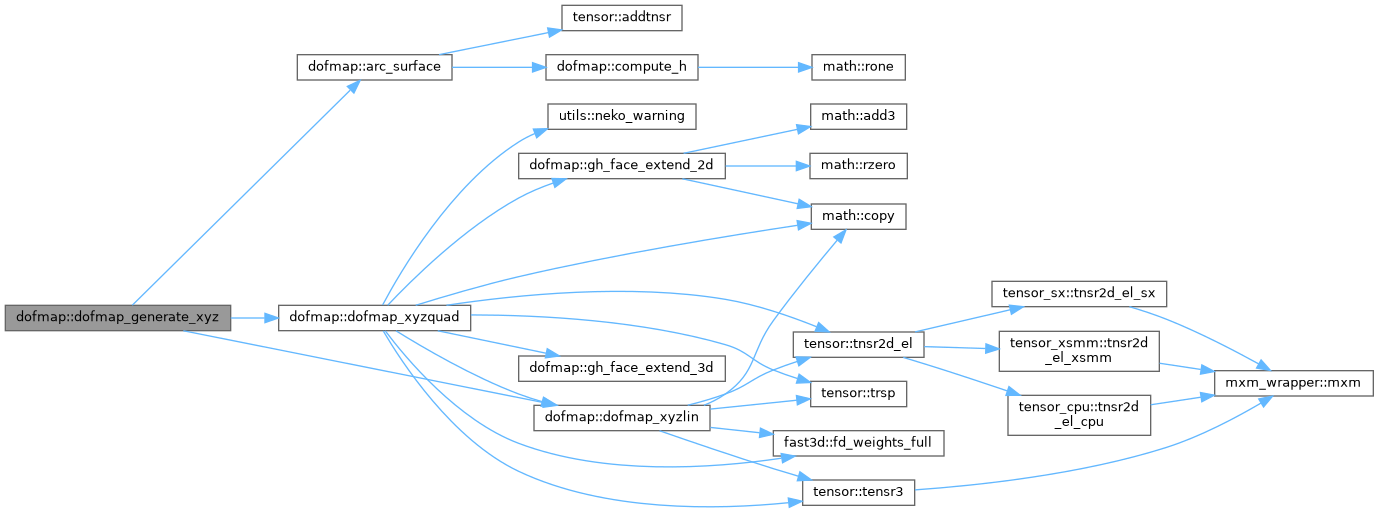 tensor::addtnsr
dofmap::arc_surface
dofmap::compute_h
math::rone
utils::neko_warning
math::add3
dofmap::gh_face_extend_2d
math::rzero
math::copy
tensor_sx::tnsr2d_el_sx
dofmap::dofmap_generate_xyz
dofmap::dofmap_xyzquad
tensor::tnsr2d_el
tensor_xsmm::tnsr2d
_el_xsmm
dofmap::gh_face_extend_3d
mxm_wrapper::mxm
tensor::trsp
dofmap::dofmap_xyzlin
tensor_cpu::tnsr2d
_el_cpu
fast3d::fd_weights_full
tensor::tensr3